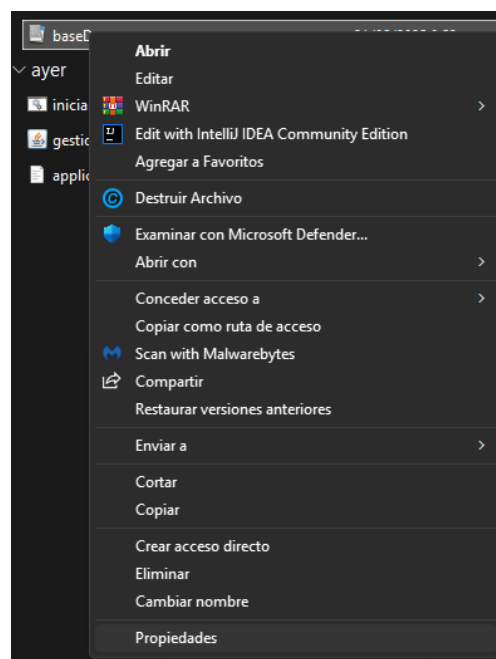 baseD
Abrir
ayer
Editar
inicia
WinRAR
Edit with IntelliJ IDEA Community Edition
gestio
Agregar a Favoritos
applic
Destruir Archivo
Examinar con Microsoft Defender...
Abrir con
Conceder acceso a
Copiar como ruta de acceso
Scan with Malwarebytes
Compartir
Restaurar versiones anteriores
Enviar a
Cortar
Copiar
Crear acceso directo
Eliminar
Cambiar nombre
Propiedades